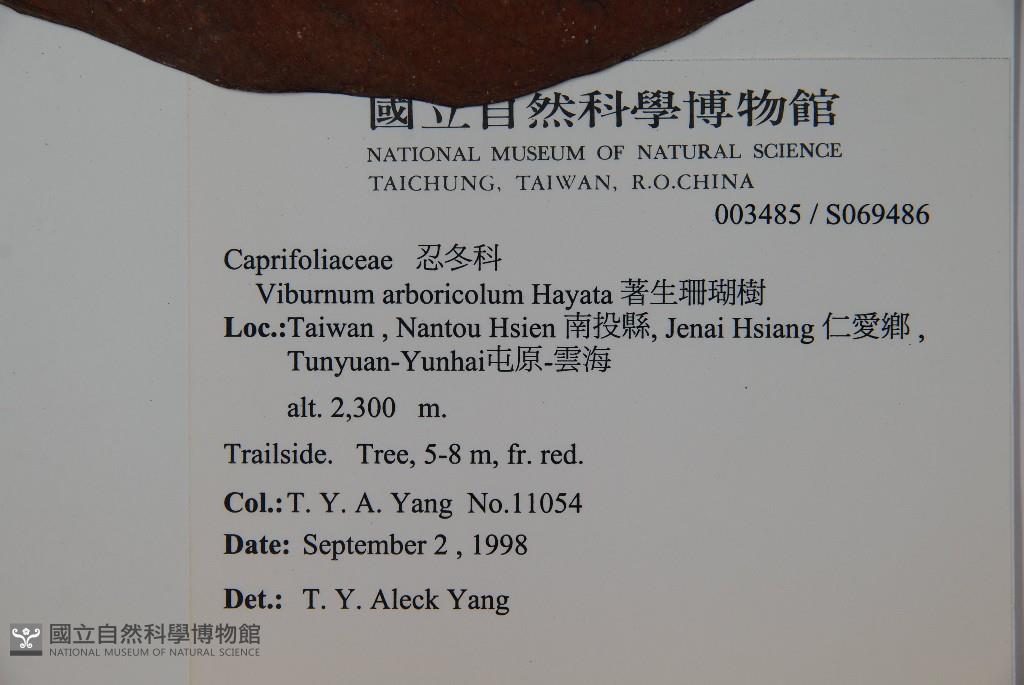 國立自然科學博物館
NATIONAL MUSEUM OF NATURAL SCIENCE
TAICHUNG, TAIWAN, R.O.CHINA
003485 / S069486
Caprifoliaceae 忍冬科
Viburnum arboricolum Hayata 著生珊瑚樹
Loc.:Taiwan , Nantou Hsien 南投縣, Jenai Hsiang 仁愛鄉 ,
Tunyuan-Yunhai屯原-雲海
alt. 2,300 m.
Trailside. Tree, 5-8 m, fr. red.
Col.: T. Y. A. Yang No.11054
Date: September 2 , 1998
Det.: T. Y. Aleck Yang
國立自然科學博物館
NATIONAL MUSEUM OF NATURAL SCIENCE